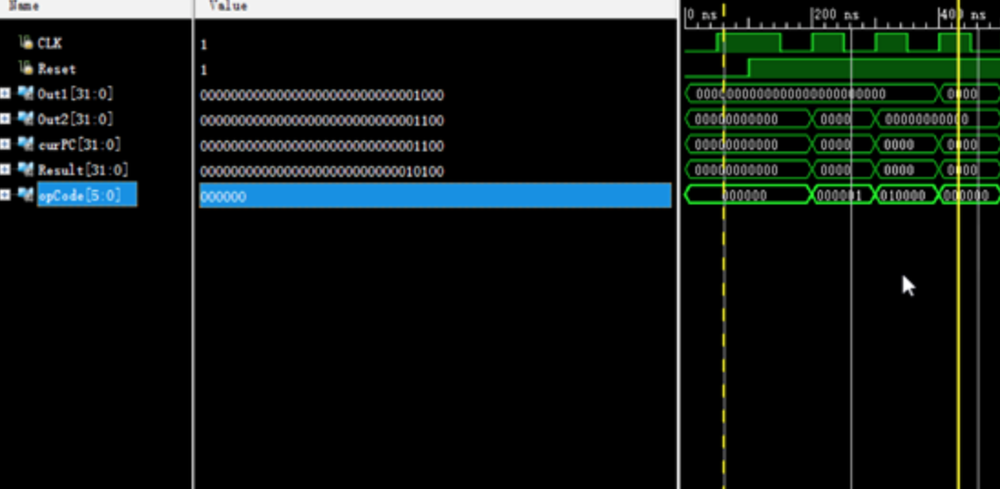 Name Value
0 ns 200 ns 400 ns
CLK 1
Reset 1
Out1[31:0] 00000000000000000000000000001000 0000000000000000000000000000 0000
Out2[31:0] 00000000000000000000000000001100 00000000000 0000 00000000000
curPC[31:0] 00000000000000000000000000001100 00000000000 0000 0000 0000
Result[31:0] 00000000000000000000000000010100 00000000000 0000 0000 0000
opCode[5:0] 000000 000000 000001 010000 000000